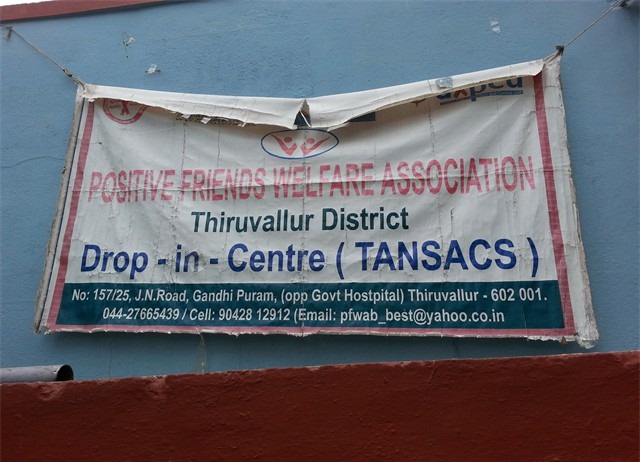 POSITIVE FRIENDS WELFARE ASSOCIATION
Thiruvallur District
Drop - in - Centre ( TANSACS )
No: 157/25, J.N.Road, Gandhi Puram, (opp Govt Hostpital) Thiruvallur - 602 001.
044-27665439 / Cell: 90428 12912 (Email: pfwab_best@yahoo.co.in